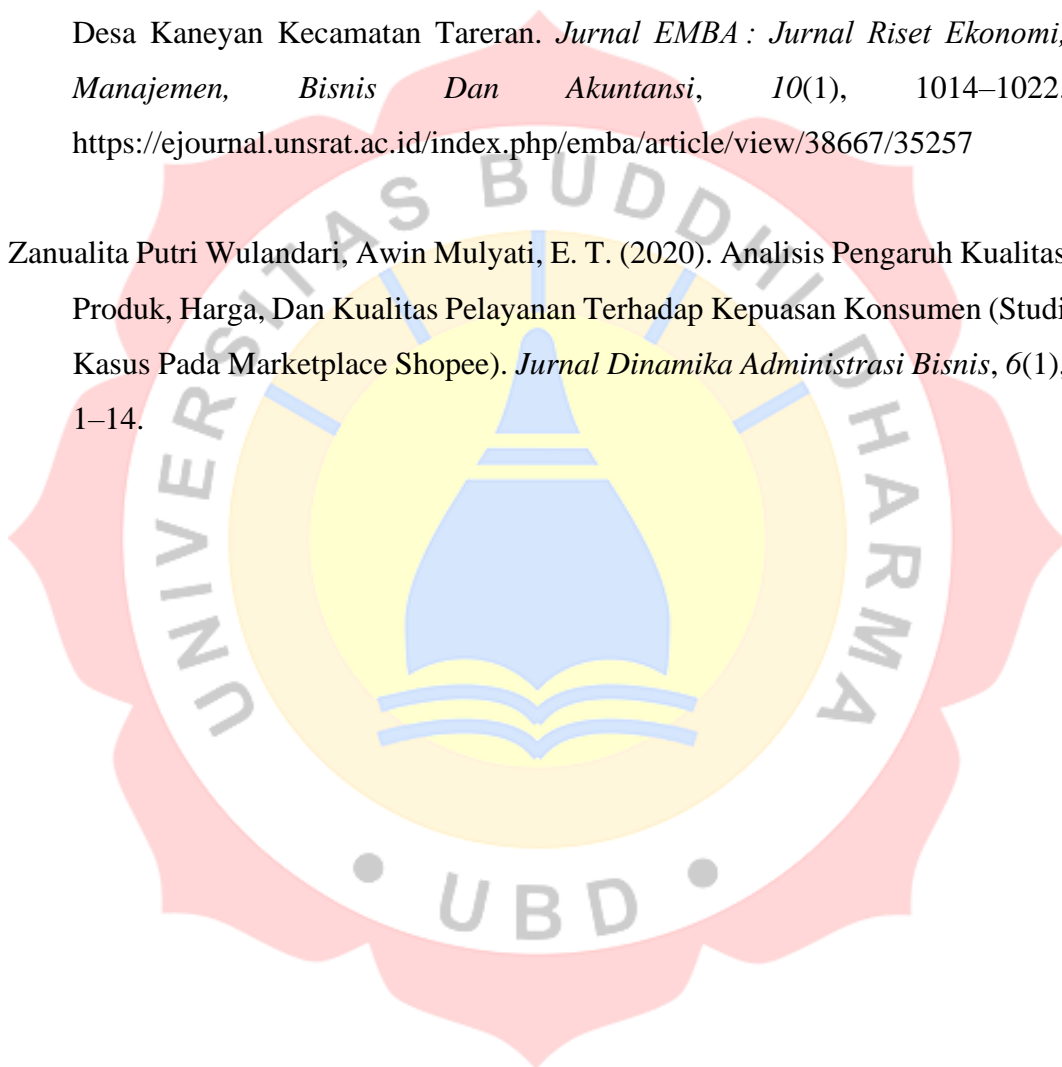 Desa Kaneyan Kecamatan Tareran. Jurnal EMBA : Jurnal Riset Ekonomi,
Manajemen, Bisnis Dan Akuntansi, 10(1), 1014–1022.
https://ejournal.unsrat.ac.id/index.php/emba/article/view/38667/35257
Zanualita Putri Wulandari, Awin Mulyati, E. T. (2020). Analisis Pengaruh Kualitas
Produk, Harga, Dan Kualitas Pelayanan Terhadap Kepuasan Konsumen (Studi
Kasus Pada Marketplace Shopee). Jurnal Dinamika Administrasi Bisnis, 6(1),
1–14.
UNIVERSITAS BUDDHI DHARMA
• UBD •